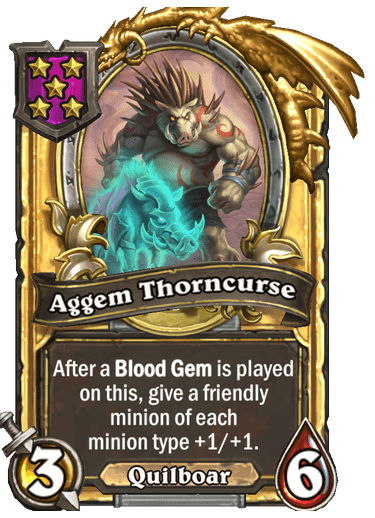 Aggem Thorncurse
After a Blood Gem is played
on this, give a friendly
minion of each
minion type +1/+1.
3
Quilboar
6